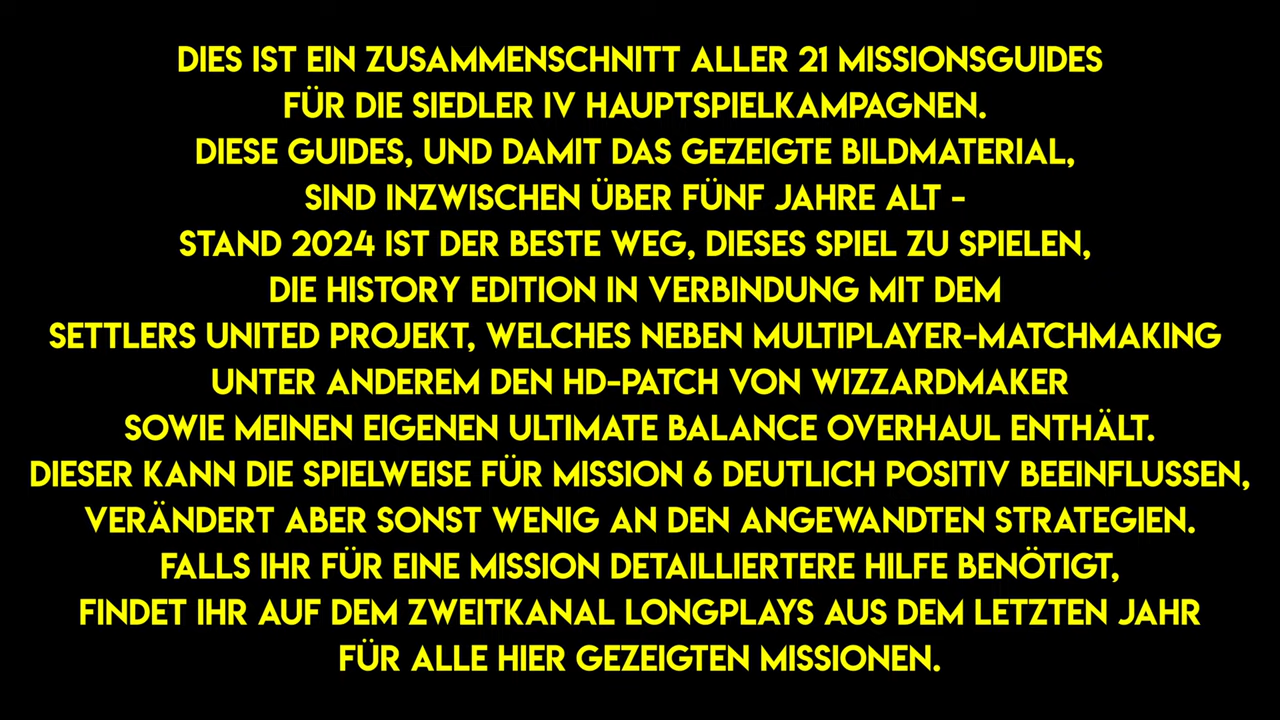 DIES IST EIN ZUSAMMENSCHNITT ALLER 21 MISSIONSGUIDES
FÜR DIE SIEDLER IV HAUPTSPIELKAMPAGNEN.
DIESE GUIDES, UND DAMIT DAS GEZEIGTE BILDMATERIAL,
SIND INZWISCHEN ÜBER FÜNF JAHRE ALT -
STAND 2024 IST DER BESTE WEG, DIESES SPIEL ZU SPIELEN,
DIE HISTORY EDITION IN VERBINDUNG MIT DEM
SETTLERS UNITED PROJEKT, WELCHES NEBEN MULTIPLAYER-MATCHMAKING
UNTER ANDEREM DEN HD-PATCH VON WIZZARDMAKER
SOWIE MEINEN EIGENEN ULTIMATE BALANCE OVERHAUL ENTHÄLT.
DIESER KANN DIE SPIELWEISE FÜR MISSION 6 DEUTLICH POSITIV BEEINFLUSSEN,
VERÄNDERT ABER SONST WENIG AN DEN ANGEWANDTEN STRATEGIEN.
FALLS IHR FÜR EINE MISSION DETAILLIERTERE HILFE BENÖTIGT,
FINDET IHR AUF DEM ZWEITKANAL LONGPLAYS AUS DEM LETZTEN JAHR
FÜR ALLE HIER GEZEIGTEN MISSIONEN.